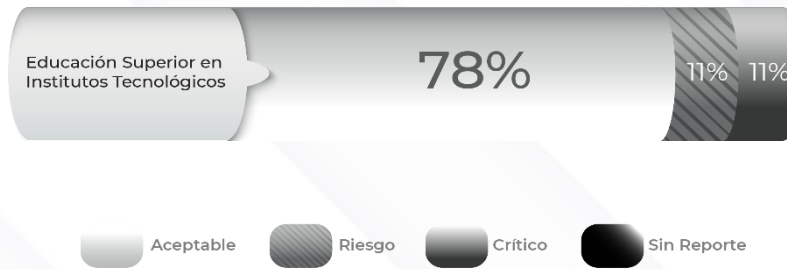 Educación Superior en
Institutos Tecnológicos
78%
11%
11%
Aceptable
Riesgo
Crítico
Sin Reporte